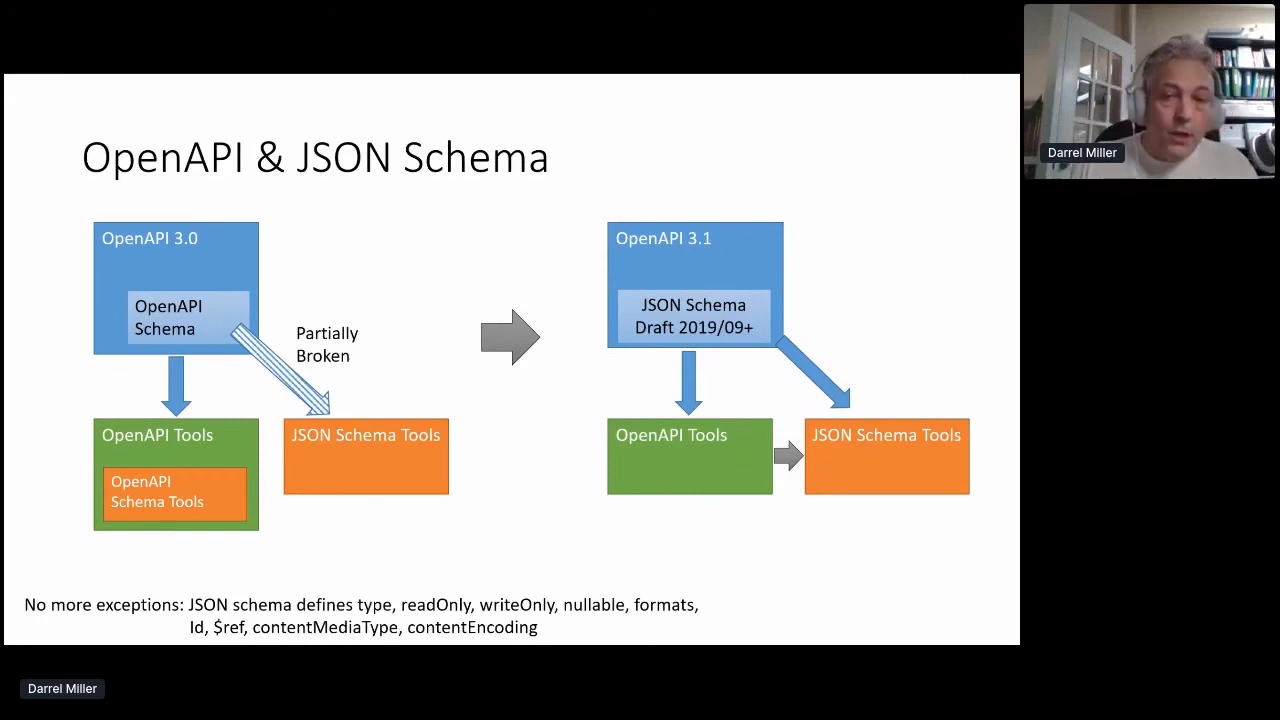 OpenAPI & JSON Schema
OpenAPI 3.0
OpenAPI
Schema
Partially
Broken
OpenAPI Tools
OpenAPI
Schema Tools
JSON Schema Tools
OpenAPI 3.1
JSON Schema
Draft 2019/09+
OpenAPI Tools
JSON Schema Tools
No more exceptions: JSON schema defines type, readOnly, writeOnly, nullable, formats,
Id, $ref, contentMediaType, contentEncoding
Darrel Miller
Darrel Miller